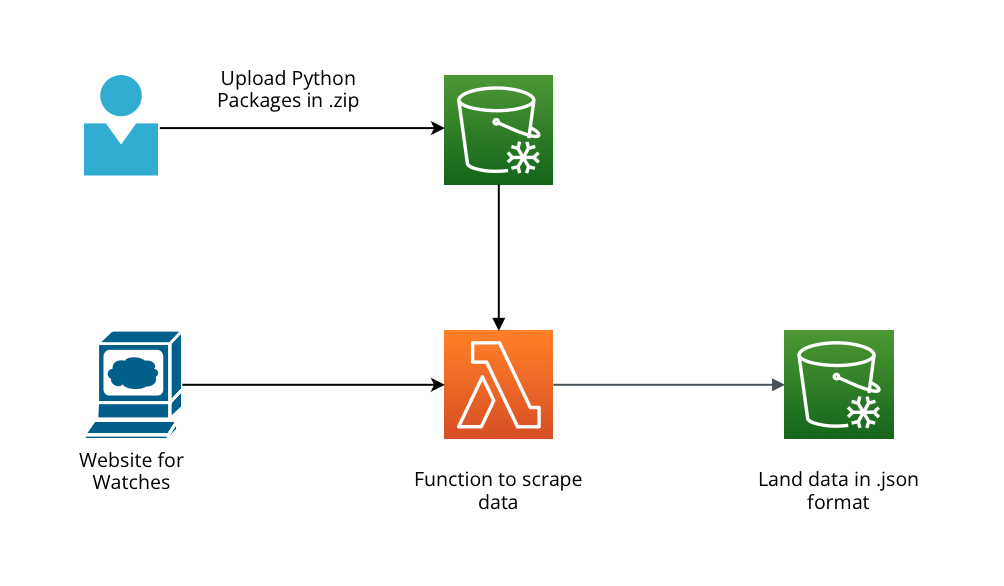 Upload Python
Packages in .zip
Website for
Watches
Function to scrape
data
Land data in .json
format